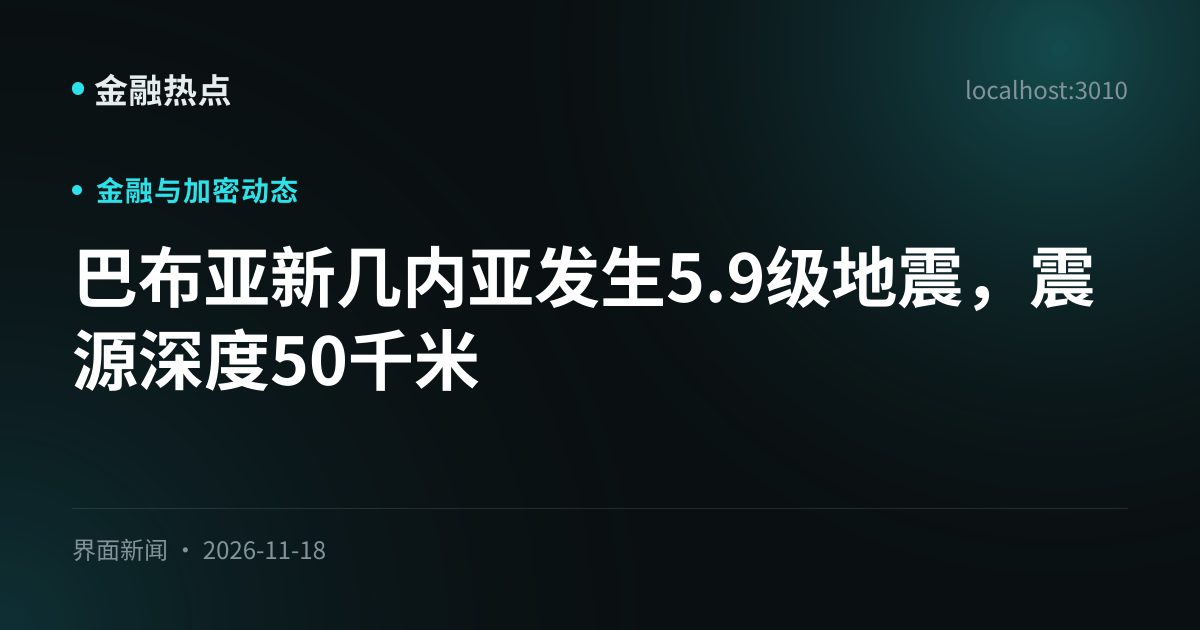 金融热点
localhost:3010
金融与加密动态
巴布亚新几内亚发生5.9级地震，震
源深度50千米
界面新闻 · 2026-11-18